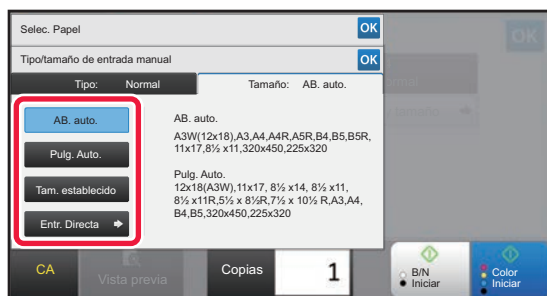 Selec. Papel
OK
OK
Tipo/tamaño de entrada manual
OK
Tipo: Normal
Tamaño: AB. auto.
AB. auto.
Pulg. Auto.
Tam. establecido
Entr. Directa
AB. auto.
A3W(12x18),A3,A4,A4R,A5R,B4,B5,B5R,
11x17,8½ x11,320x450,225x320
Pulg. Auto.
12x18(A3W),11x17, 8½ x14, 8½ x11,
8½ x11R,5½ x 8½R,7½ x 10½ R,A3,A4,
B4,B5,320x450,225x320
CA
Vista previa
Copias
1
B/N
Iniciar
Color
Iniciar